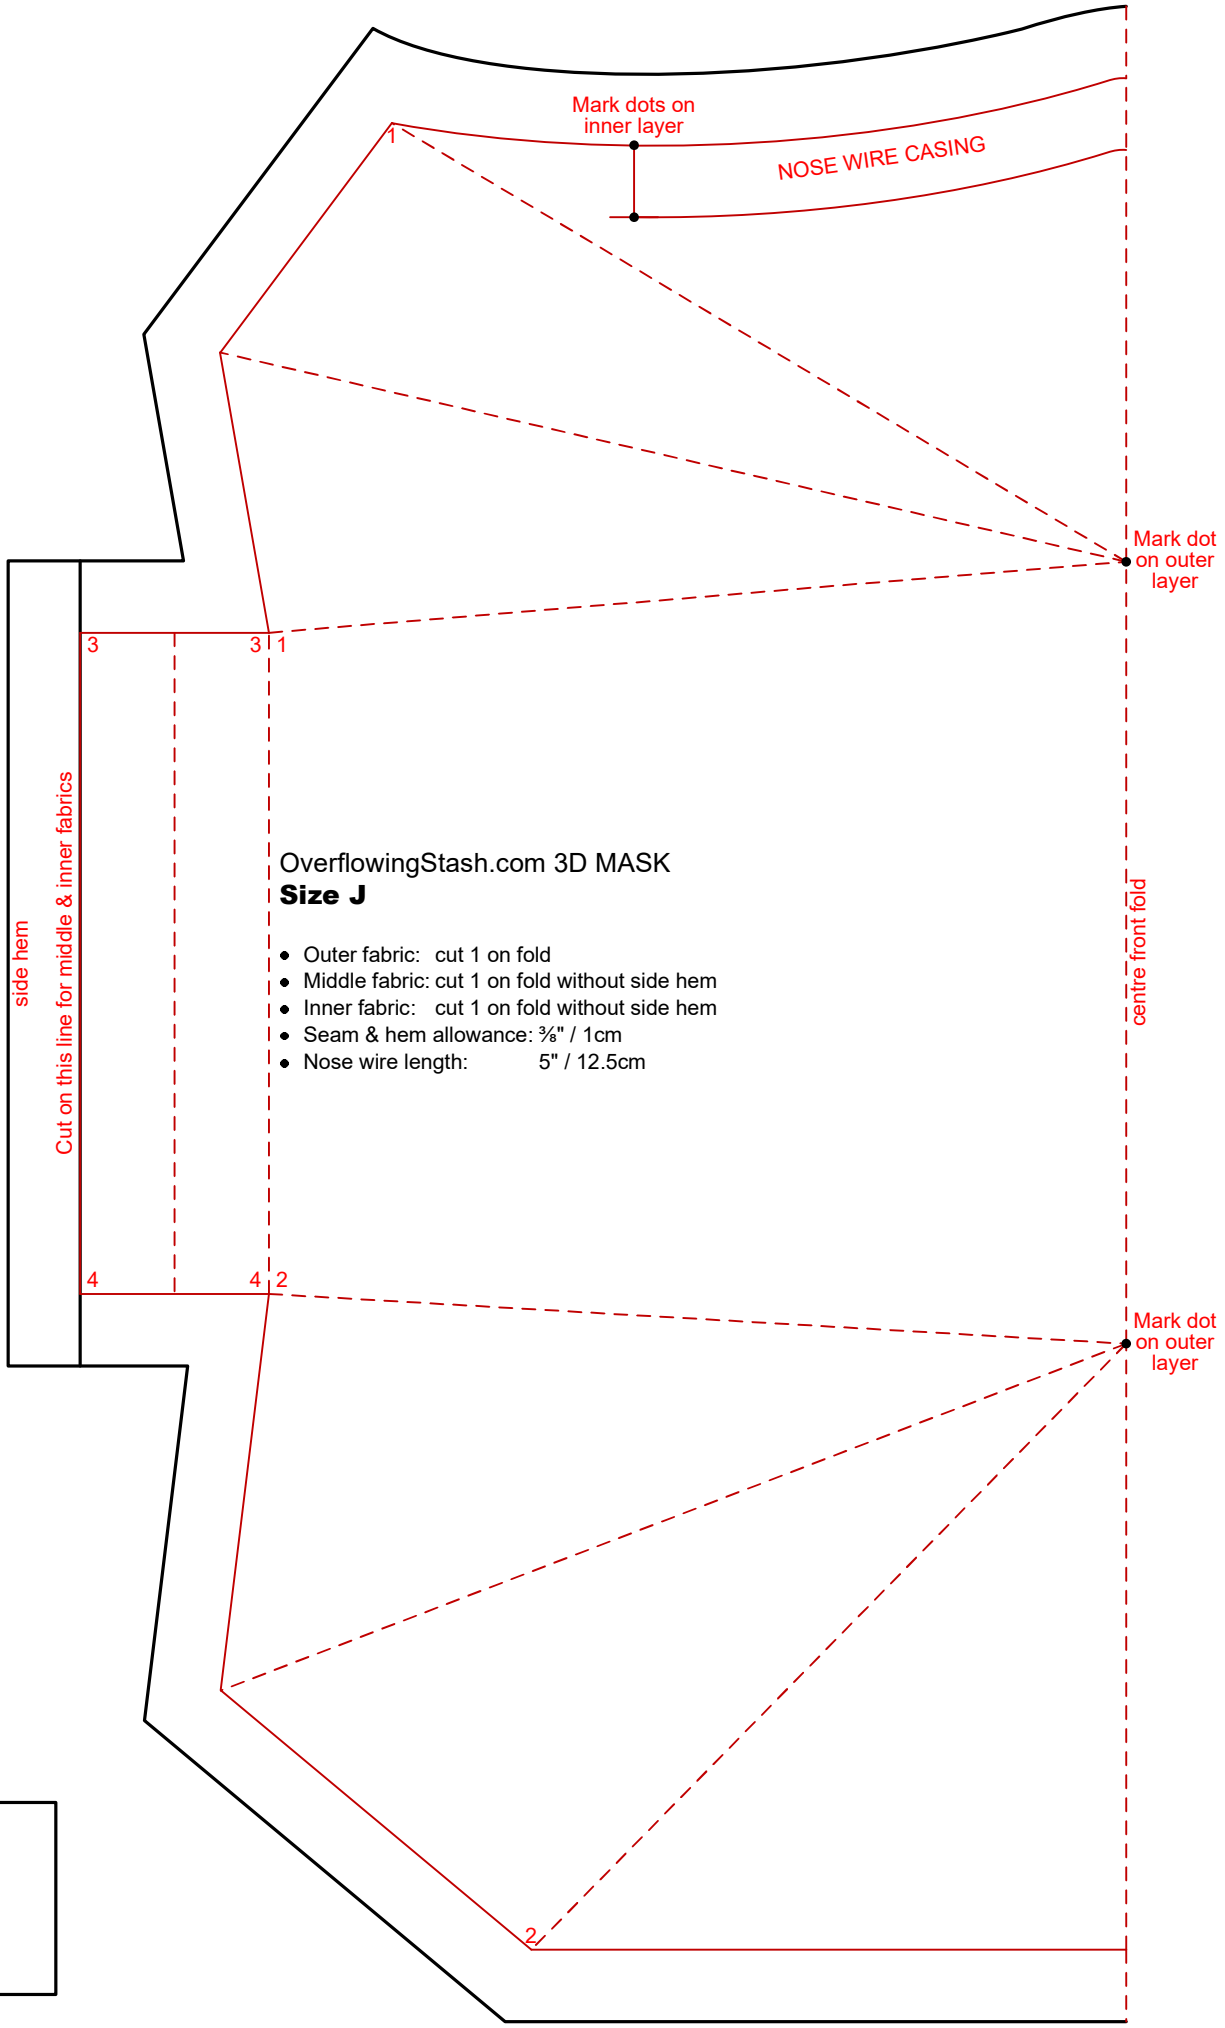 Mark dots on
inner layer
NOSE WIRE CASING
1
Mark dot
on outer
layer
3
3
1
OverflowingStash.com 3D MASK
Size J
• Outer fabric: cut 1 on fold
• Middle fabric: cut 1 on fold without side hem
• Inner fabric: cut 1 on fold without side hem
• Seam & hem allowance: ⅜" / 1cm
• Nose wire length: 5" / 12.5cm
side hem
Cut on this line for middle & inner fabrics
centre front fold
4
4
2
Mark dot
on outer
layer
2